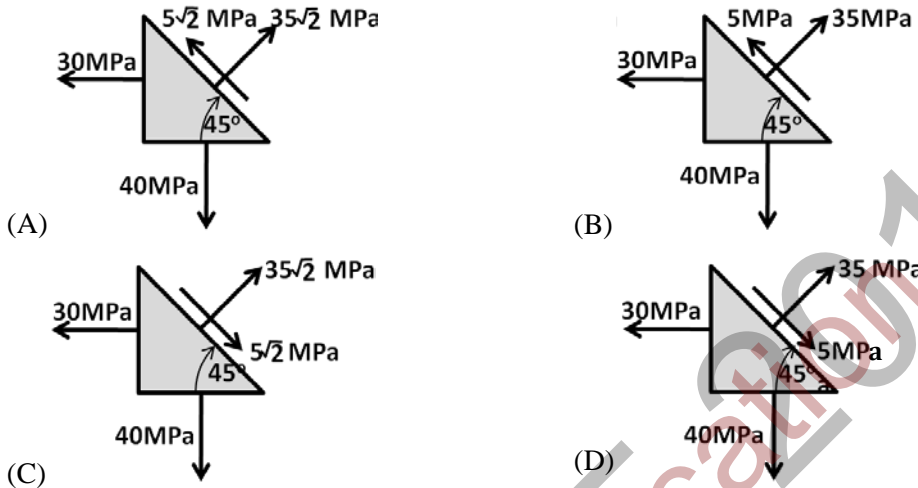 5√2 MPa 35√2 MPa
30MPa
45°
40MPa
(A)
5MPa 35MPa
30MPa
45°
40MPa
(B)
35√2 MPa
30MPa
5√2 MPa
45°
40MPa
(C)
35 MPa
30MPa
5MPa
45°
a
40MPa
(D)